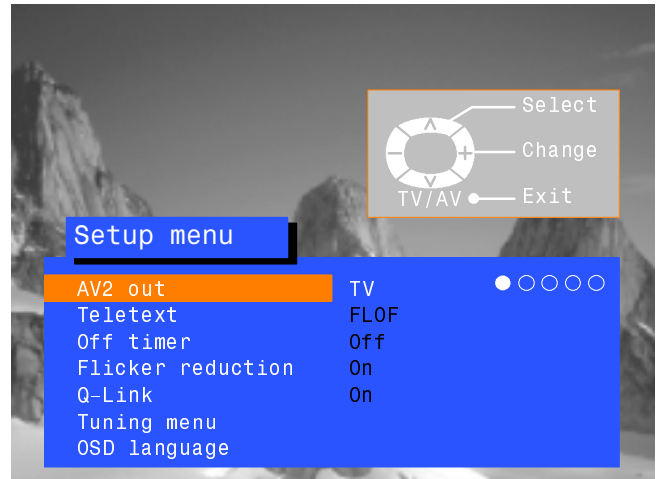 Select
Change
TV/AV Exit
Setup menu
AV2 out TV
Teletext FLOF
Off timer Off
Flicker reduction On
Q-Link On
Tuning menu
OSD language